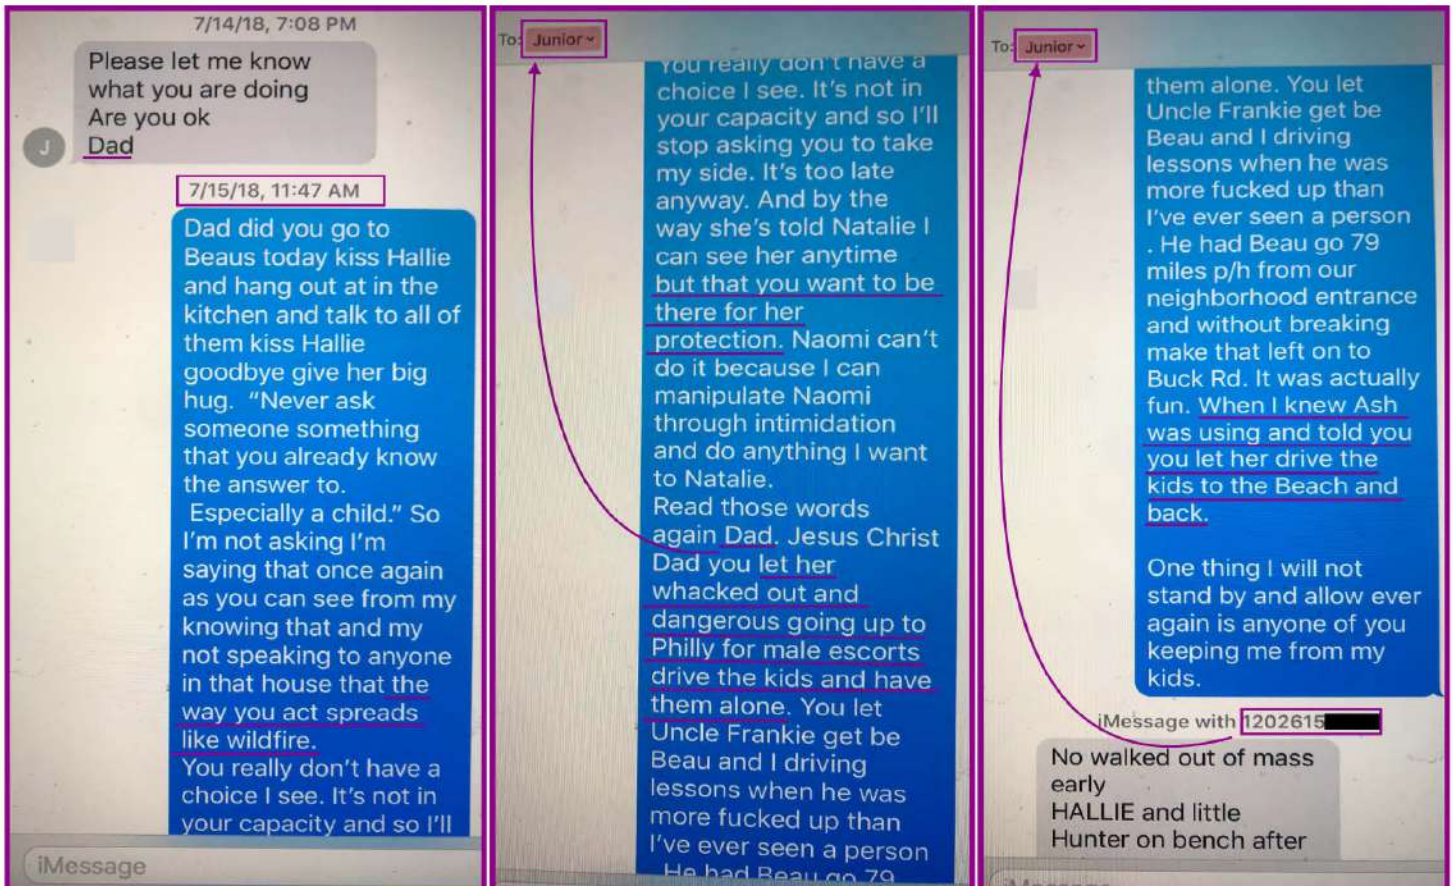 7/14/18, 7:08 PM
Please let me know
what you are doing
Are you ok
Dad
J
7/15/18, 11:47 AM
Dad did you go to
Beaus today kiss Hallie
and hang out at in the
kitchen and talk to all of
them kiss Hallie
goodbye give her big
hug. “Never ask
someone something
that you already know
the answer to.
Especially a child.” So
I’m not asking I’m
saying that once again
as you can see from my
knowing that and my
not speaking to anyone
in that house that the
way you act spreads
like wildfire.
You really don’t have a
choice I see. It’s not in
your capacity and so I’ll
iMessage
To: Junior
You really don’t have a
choice I see. It’s not in
your capacity and so I’ll
stop asking you to take
my side. It’s too late
anyway. And by the
way she’s told Natalie I
can see her anytime
but that you want to be
there for her
protection. Naomi can’t
do it because I can
manipulate Naomi
through intimidation
and do anything I want
to Natalie.
Read those words
again Dad. Jesus Christ
Dad you let her
whacked out and
dangerous going up to
Philly for male escorts
drive the kids and have
them alone. You let
Uncle Frankie get be
Beau and I driving
lessons when he was
more fucked up than
I’ve ever seen a person
. He had Beau go 79
To: Junior
them alone. You let
Uncle Frankie get be
Beau and I driving
lessons when he was
more fucked up than
I’ve ever seen a person
. He had Beau go 79
miles p/h from our
neighborhood entrance
and without breaking
make that left on to
Buck Rd. It was actually
fun. When I knew Ash
was using and told you
you let her drive the
kids to the Beach and
back.
One thing I will not
stand by and allow ever
again is anyone of you
keeping me from my
kids.
iMessage with 1202615
No walked out of mass
early
HALLIE and little
Hunter on bench after
iMessage